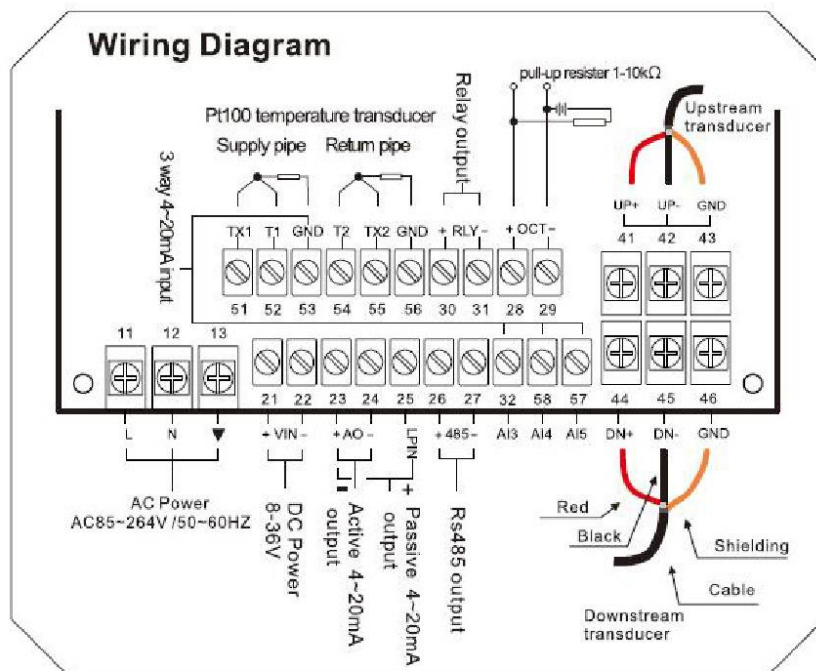 Wiring Diagram
pull-up resister 1-10kΩ
Relay output
Upstream
transducer
Pt100 temperature transducer
Supply pipe
Return pipe
3 way 4~20mA input
UP+ UP- GND
TX1 T1 GND T2 TX2 GND + RLY - + OCT -
41 42 43
51 52 53 54 55 56 30 31 28 29
11 12 13
21 22 23 24 25 26 27 32 58 57 44 45 46
L N + VIN - + AO - LPIN + 485 - AI3 AI4 AI5 DN+ DN- GND
AC Power
AC85~264V /50~60HZ
DC Power
8-36V
- Active 4~20mA
output
+ Passive 4~20mA
output
Rs485 output
Red
Black
Shielding
Cable
Downstream
transducer